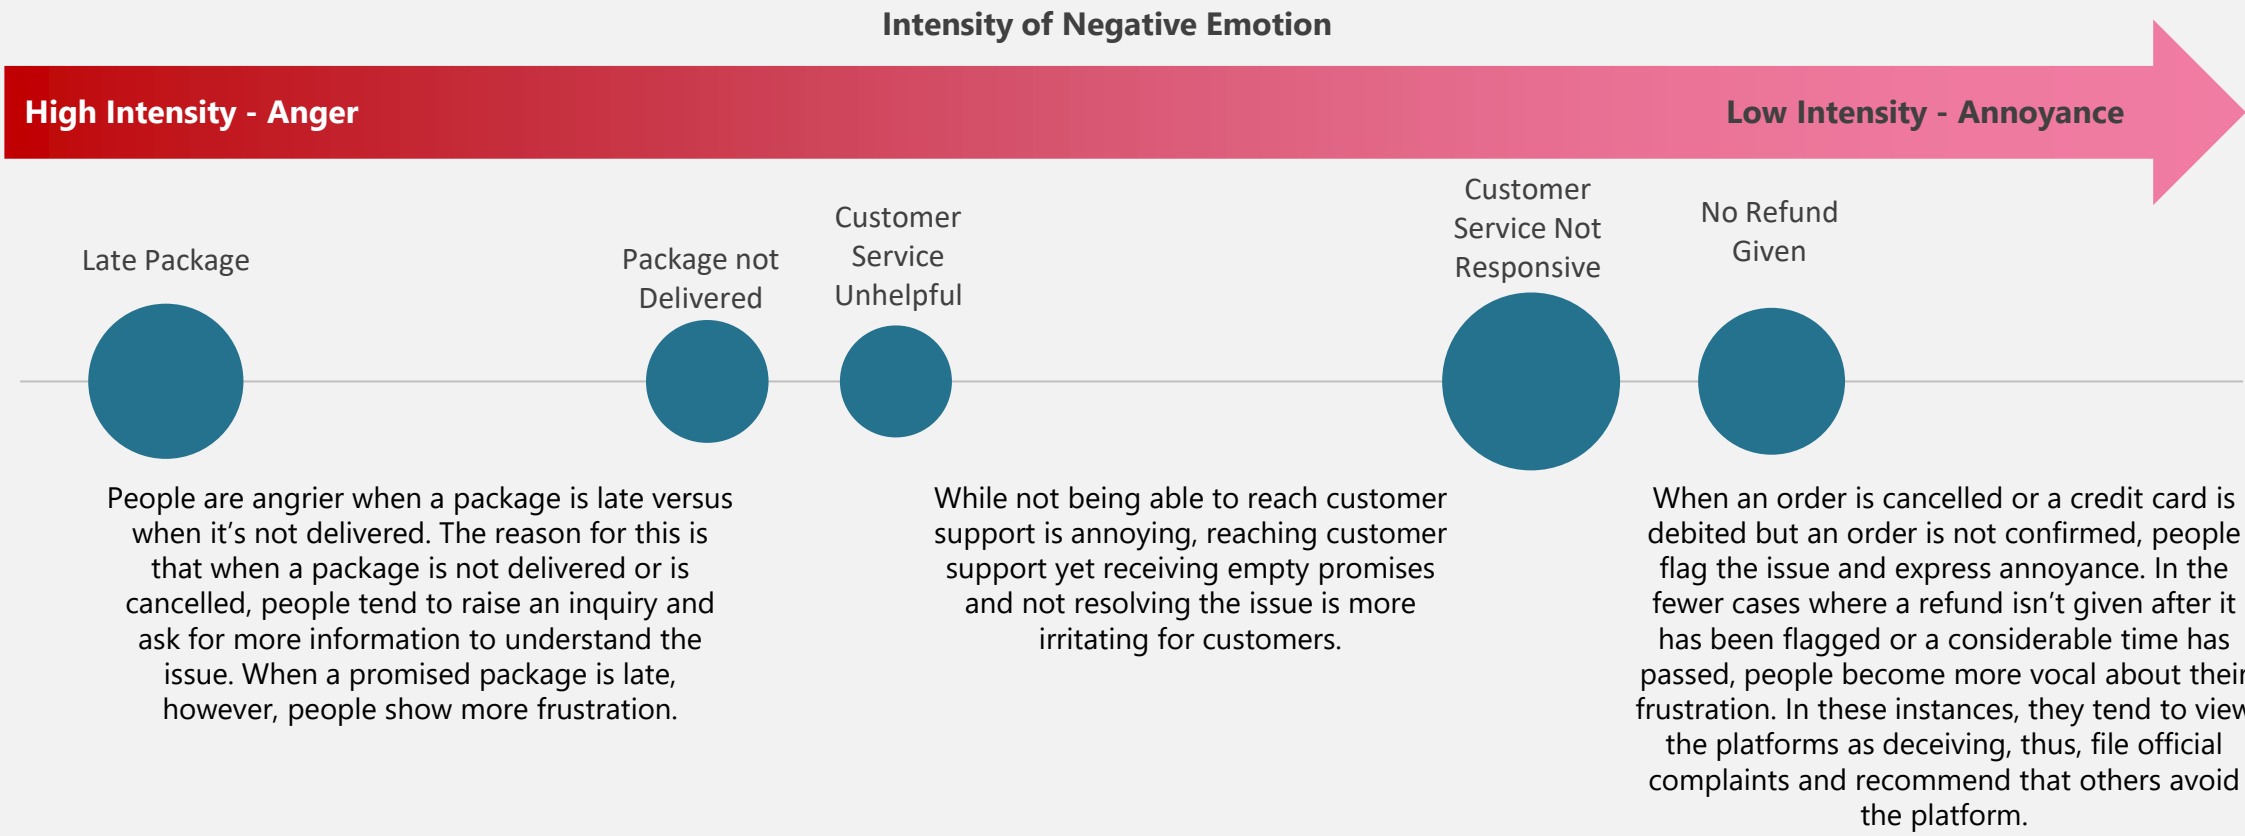 Intensity of Negative Emotion
High Intensity - Anger
Low Intensity - Annoyance
Late Package
Package not
Delivered
Customer
Service
Unhelpful
Customer
Service Not
Responsive
No Refund
Given
People are angrier when a package is late versus
when it’s not delivered. The reason for this is
that when a package is not delivered or is
cancelled, people tend to raise an inquiry and
ask for more information to understand the
issue. When a promised package is late,
however, people show more frustration.
While not being able to reach customer
support is annoying, reaching customer
support yet receiving empty promises
and not resolving the issue is more
irritating for customers.
When an order is cancelled or a credit card is
debited but an order is not confirmed, people
flag the issue and express annoyance. In the
fewer cases where a refund isn’t given after it
has been flagged or a considerable time has
passed, people become more vocal about their
frustration. In these instances, they tend to view
the platforms as deceiving, thus, file official
complaints and recommend that others avoid
the platform.